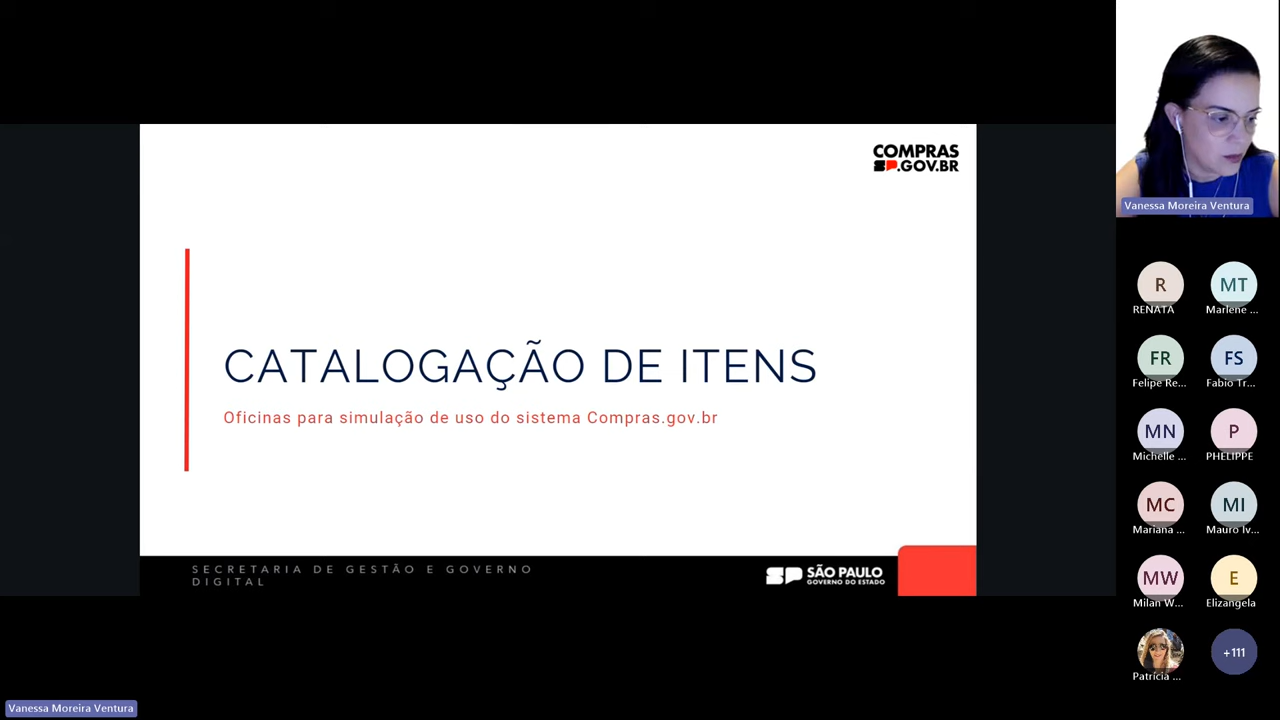 COMPRAS
SP.GOV.BR
CATALOGAÇÃO DE ITENS
Oficinas para simulação de uso do sistema Compras.gov.br
SECRETARIA DE GESTÃO E GOVERNO
DIGITAL
SP SÃO PAULO
GOVERNO DO ESTADO
Vanessa Moreira Ventura
R
MT
RENATA
Marlene ...
FR
FS
Felipe Re...
Fabio Tr...
MN
P
Michelle ...
PHELIPPE
MC
MI
Mariana ...
Mauro Iv...
MW
E
Milan W...
Elizangela
+111
Patrícia ...
Vanessa Moreira Ventura